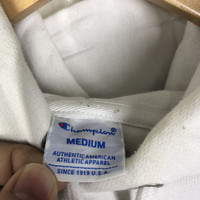 Champion
MEDIUM
AUTHENTIC AMERICAN
ATHLETIC APPAREL
SINCE 1919 U.S.A.